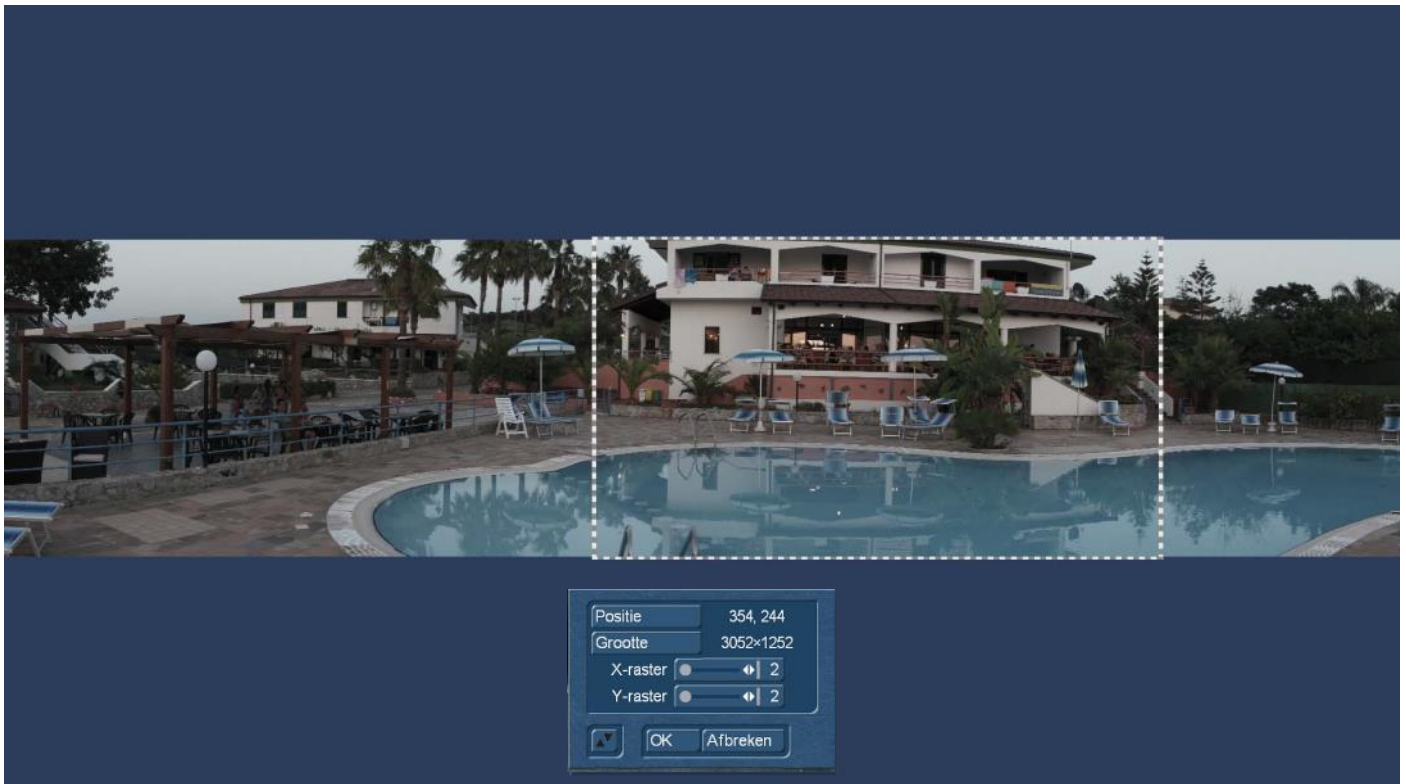 Positie 354, 244
Grootte 3052×1252
X-raster 2
Y-raster 2
OK Afbreken